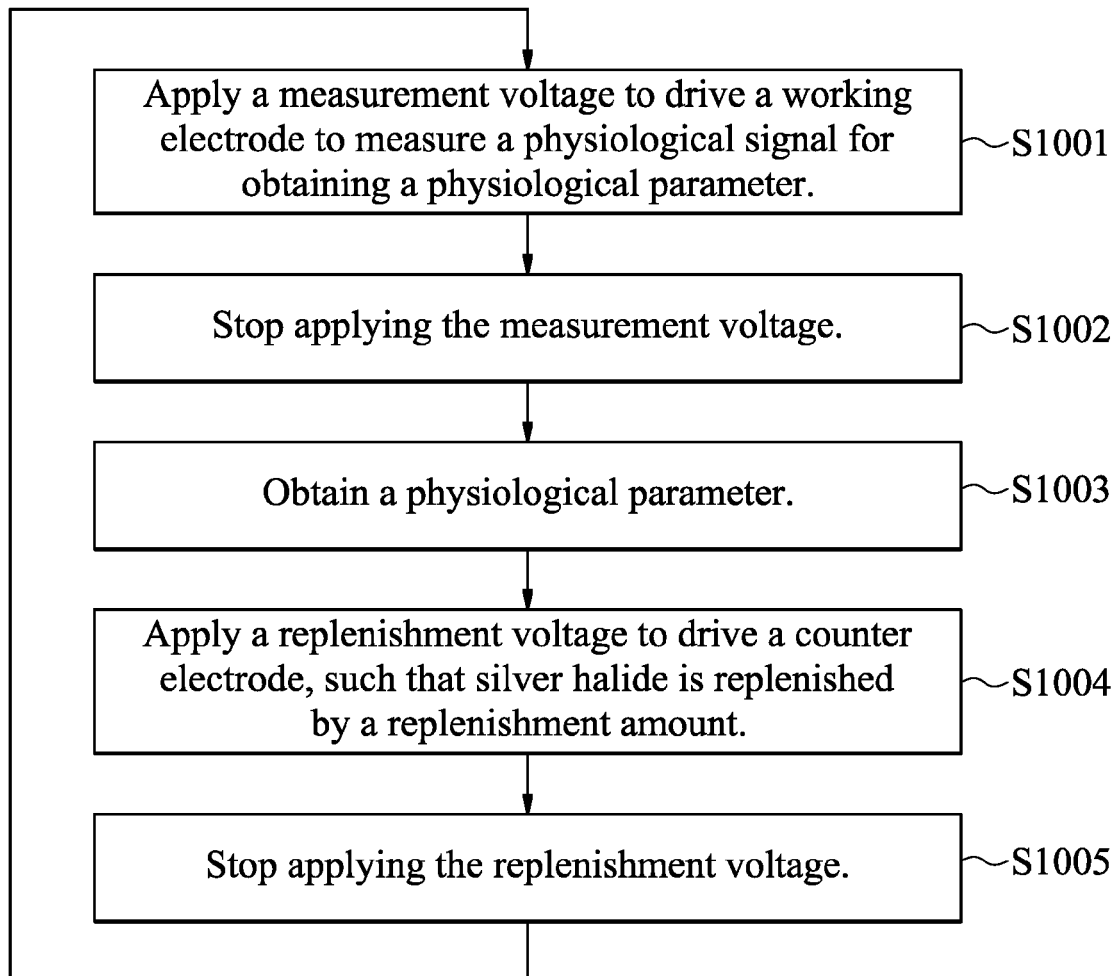 Apply a measurement voltage to drive a working
electrode to measure a physiological signal for
obtaining a physiological parameter.
S1001
Stop applying the measurement voltage.
S1002
Obtain a physiological parameter.
S1003
Apply a replenishment voltage to drive a counter
electrode, such that silver halide is replenished
by a replenishment amount.
S1004
Stop applying the replenishment voltage.
S1005